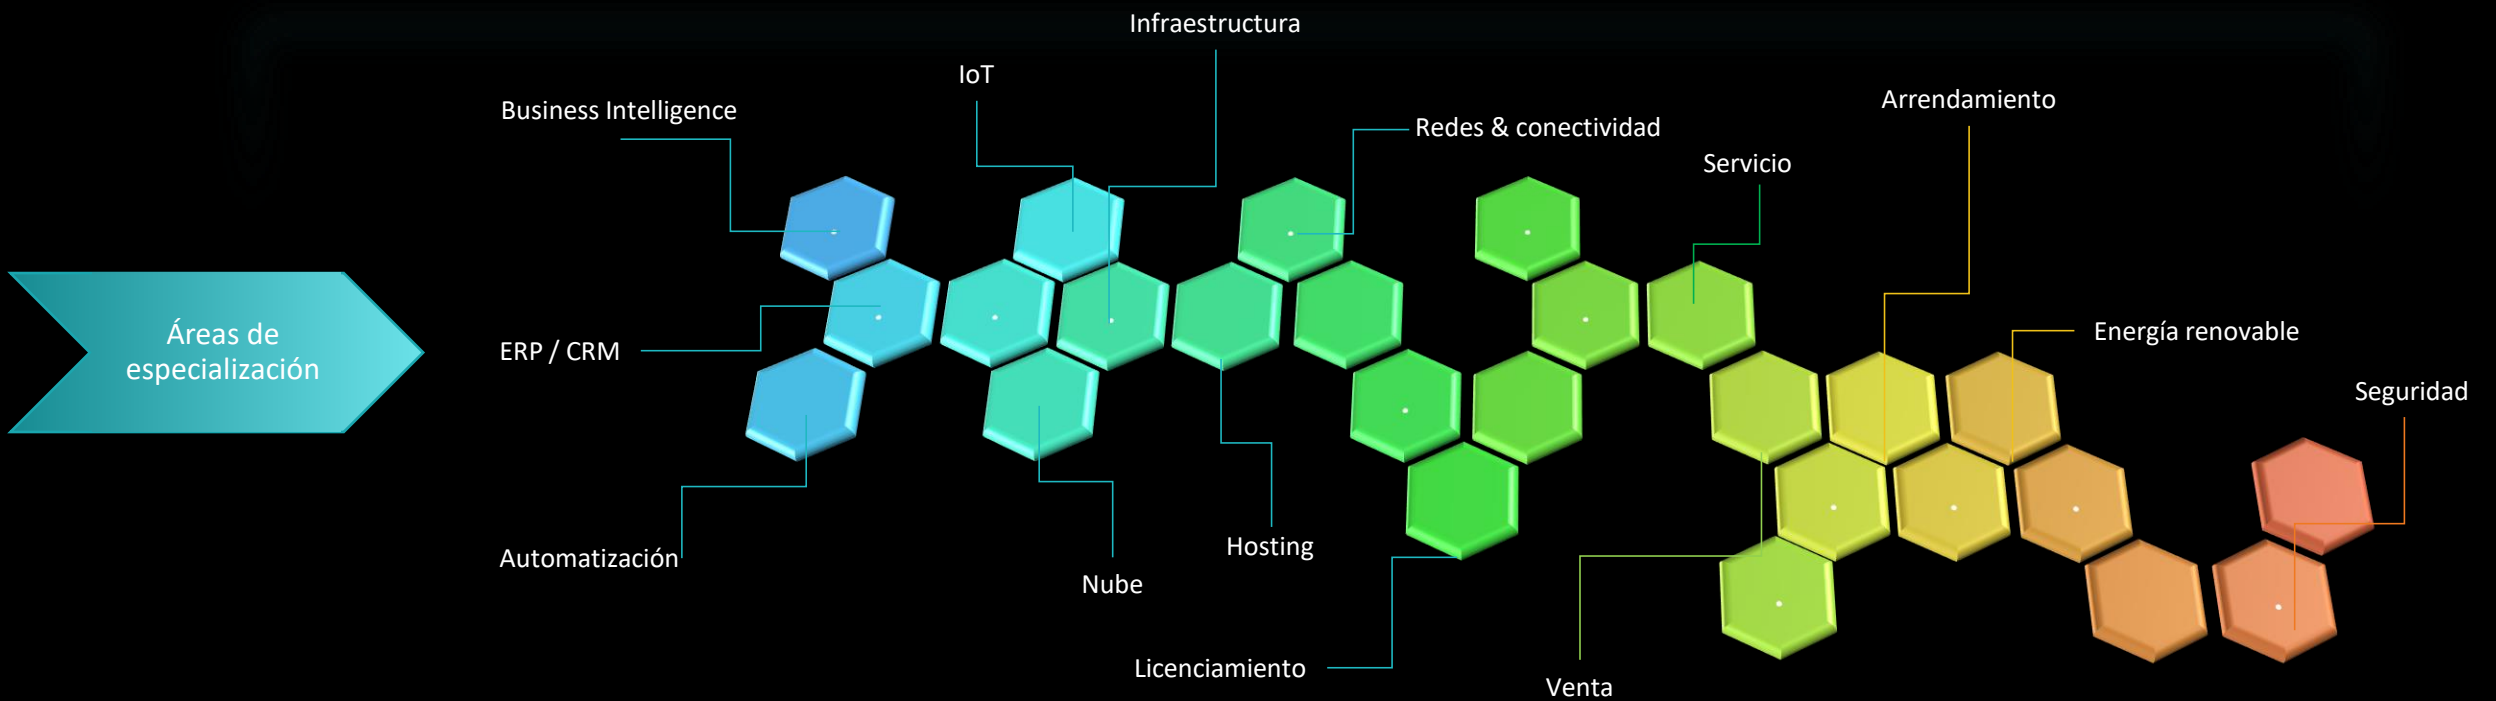 Áreas de
especialización
Infraestructura
IoT
Business Intelligence
Redes & conectividad
Arrendamiento
Servicio
ERP / CRM
Energía renovable
Seguridad
Automatización
Hosting
Nube
Licenciamiento
Venta